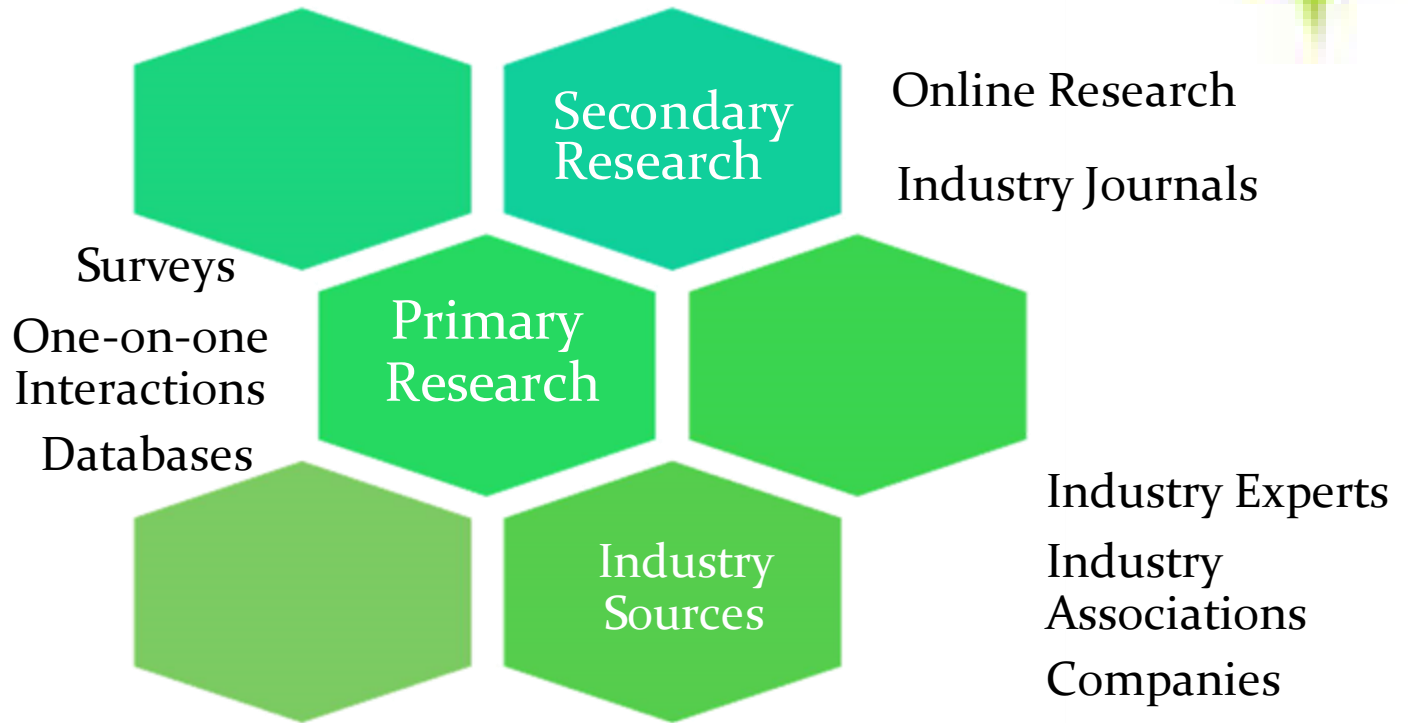 Secondary
Research
Online Research
Industry Journals
Surveys
One-on-one
Interactions
Databases
Primary
Research
Industry
Sources
Industry Experts
Industry
Associations
Companies